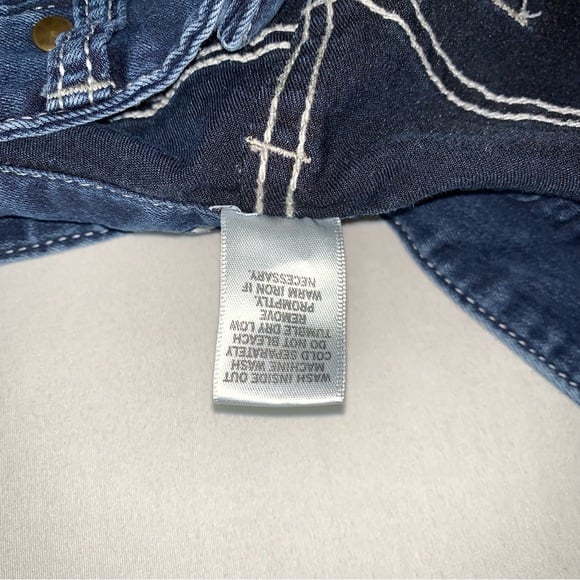 WASH INSIDE OUT
MACHINE WASH
COLD SEPARATELY
DO NOT BLEACH
TUMBLE DRY LOW
REMOVE
PROMPTLY.
WARM IRON IF
NECESSARY.